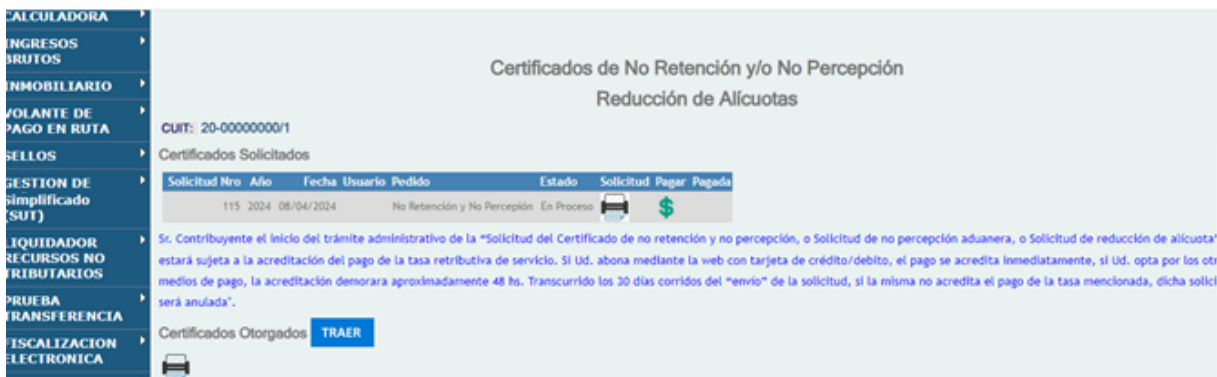 CALCULADORA
INGRESOS
BRUTOS
INMOBILIARIO
VOLANTE DE
PAGO EN RUTA
SELLOS
GESTION DE
Simplificado
(SUT)
LIQUIDADOR
RECURSOS NO
TRIBUTARIOS
PRUEBA
TRANSFERENCIA
FISCALIZACION
ELECTRONICA
Certificados de No Retención y/o No Percepción
Reducción de Alícuotas
CUIT: 20-00000000/1
Certificados Solicitados
Solicitud Nro Año Fecha Usuario Pedido Estado Solicitud Pagar Pagada
115 2024 08/04/2024 No Retención y No Percepión En Proceso $
Sr. Contribuyente el inicio del trámite administrativo de la "Solicitud del Certificado de no retención y no percepción, o Solicitud de no percepción aduanera, o Solicitud de reducción de alícuota"
estará sujeta a la acreditación del pago de la tasa retributiva de servicio. Si Ud. abona mediante la web con tarjeta de crédito/debito, el pago se acredita inmediatamente, si Ud. opta por los otr
medios de pago, la acreditación demorara aproximadamente 48 hs. Transcurrido los 30 días corridos del "envío" de la solicitud, si la misma no acredita el pago de la tasa mencionada, dicha solici
será anulada".
Certificados Otorgados TRAER